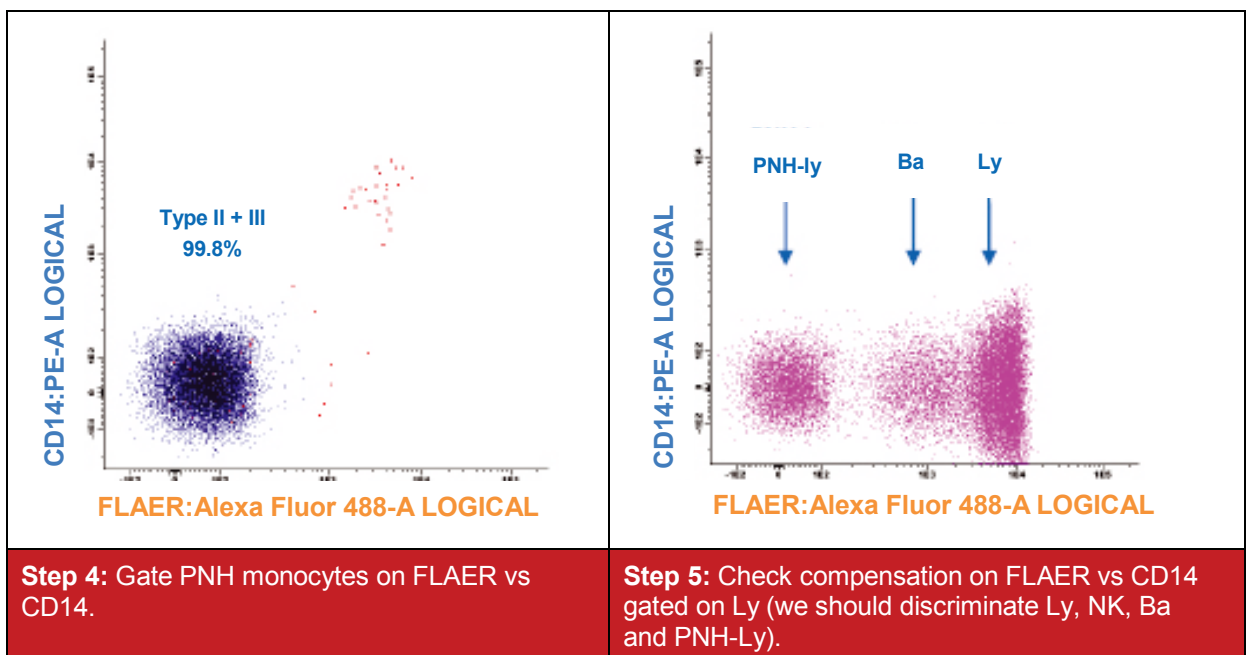 Type II + III
99.8%
CD14:PE-A LOGICAL
FLAER:Alexa Fluor 488-A LOGICAL
Step 4: Gate PNH monocytes on FLAER vs
CD14.
PNH-ly
Ba
Ly
CD14:PE-A LOGICAL
FLAER:Alexa Fluor 488-A LOGICAL
Step 5: Check compensation on FLAER vs CD14
gated on Ly (we should discriminate Ly, NK, Ba
and PNH-Ly).